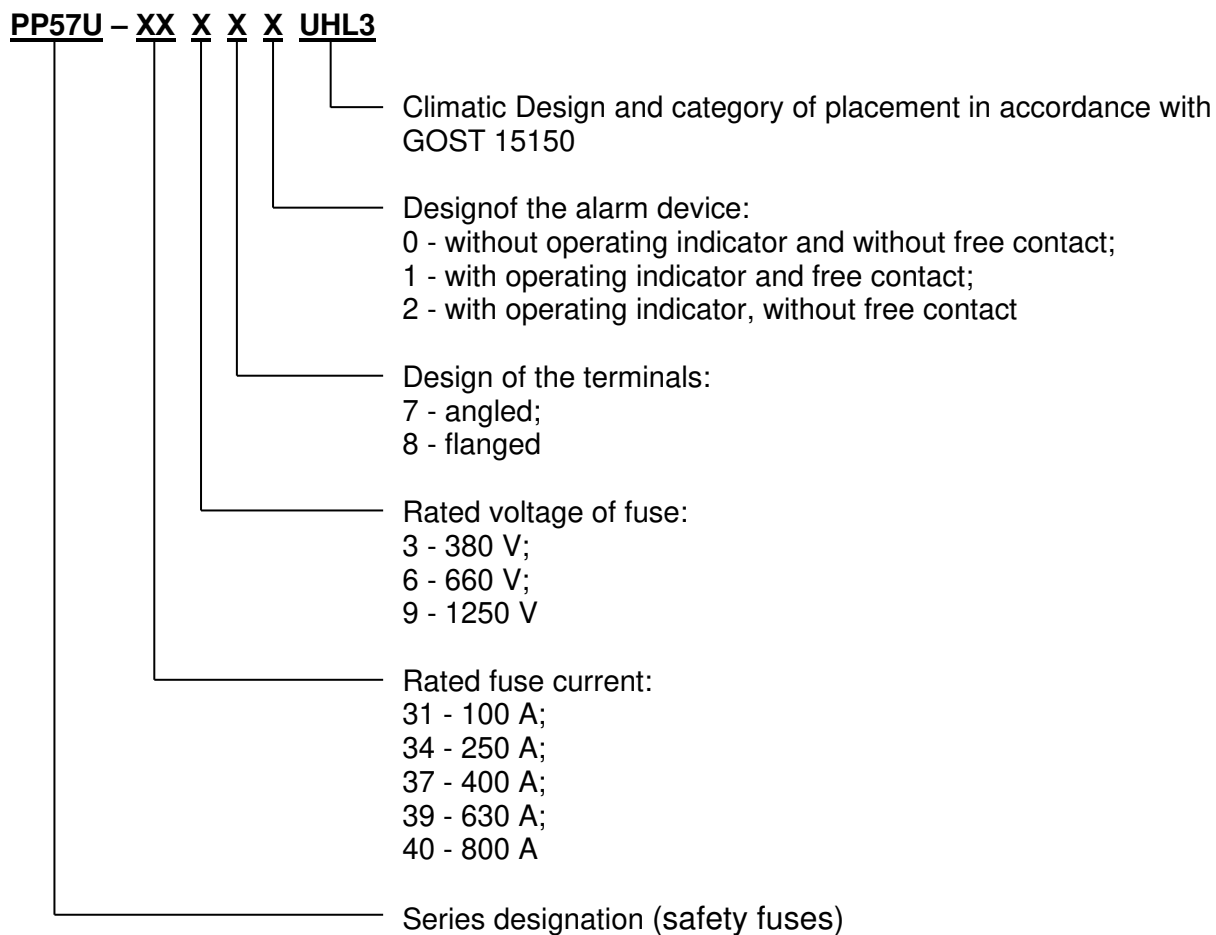 PP57U – XX X X X UHL3
Climatic Design and category of placement in accordance with
GOST 15150
Designof the alarm device:
0 - without operating indicator and without free contact;
1 - with operating indicator and free contact;
2 - with operating indicator, without free contact
Design of the terminals:
7 - angled;
8 - flanged
Rated voltage of fuse:
3 - 380 V;
6 - 660 V;
9 - 1250 V
Rated fuse current:
31 - 100 A;
34 - 250 A;
37 - 400 A;
39 - 630 A;
40 - 800 A
Series designation (safety fuses)